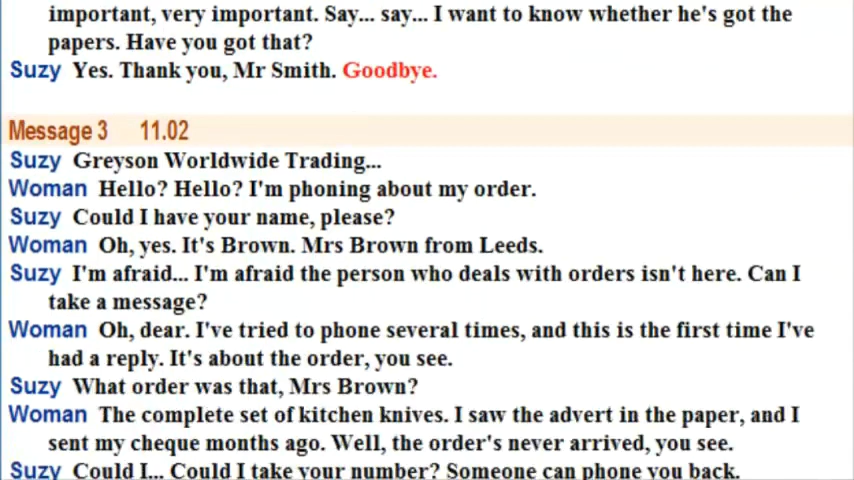 important, very important. Say... say... I want to know whether he's got the
papers. Have you got that?
Suzy Yes. Thank you, Mr Smith. Goodbye.
Message 3 11.02
Suzy Greyson Worldwide Trading...
Woman Hello? Hello? I'm phoning about my order.
Suzy Could I have your name, please?
Woman Oh, yes. It's Brown. Mrs Brown from Leeds.
Suzy I'm afraid... I'm afraid the person who deals with orders isn't here. Can I
take a message?
Woman Oh, dear. I've tried to phone several times, and this is the first time I've
had a reply. It's about the order, you see.
Suzy What order was that, Mrs Brown?
Woman The complete set of kitchen knives. I saw the advert in the paper, and I
sent my cheque months ago. Well, the order's never arrived, you see.
Suzy Could I... Could I take your number? Someone can phone you back.